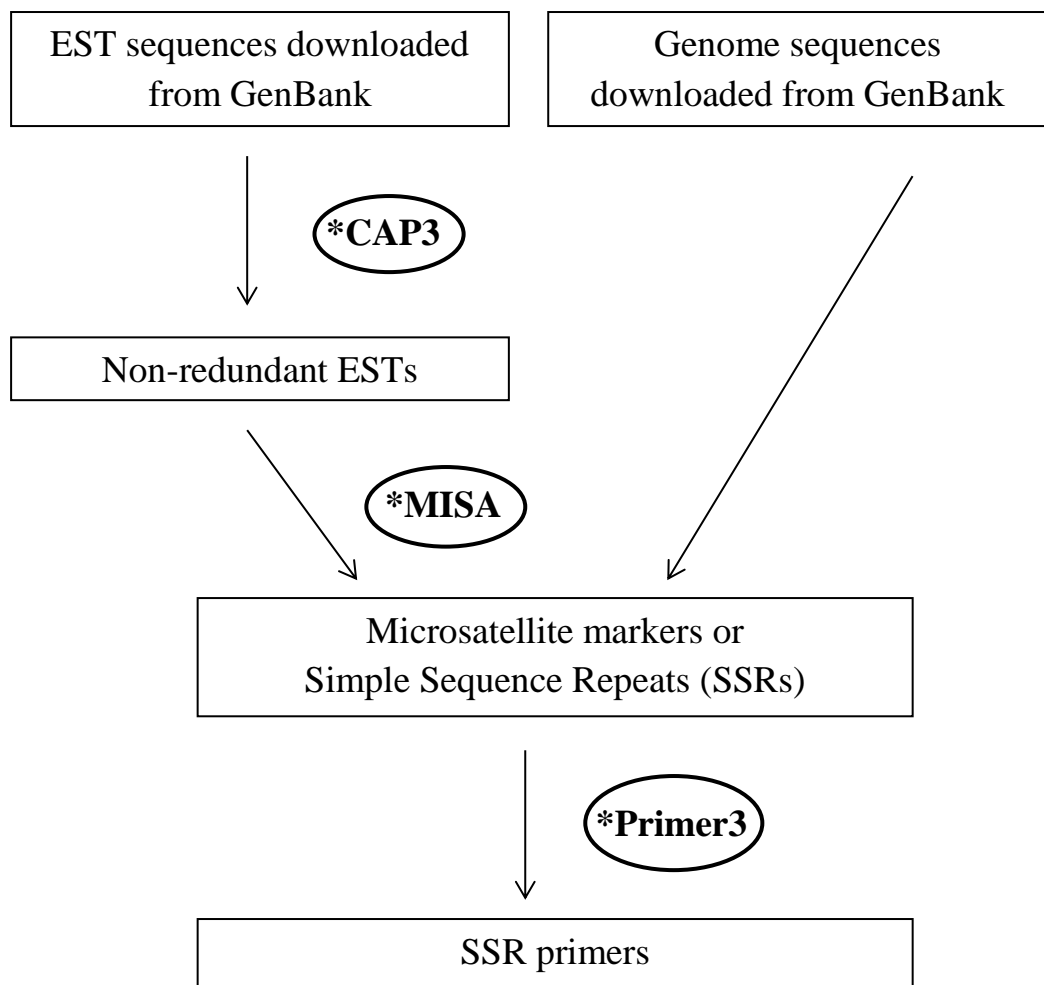 EST sequences downloaded
from GenBank
Genome sequences
downloaded from GenBank
*CAP3
Non-redundant ESTs
*MISA
Microsatellite markers or
Simple Sequence Repeats (SSRs)
*Primer3
SSR primers